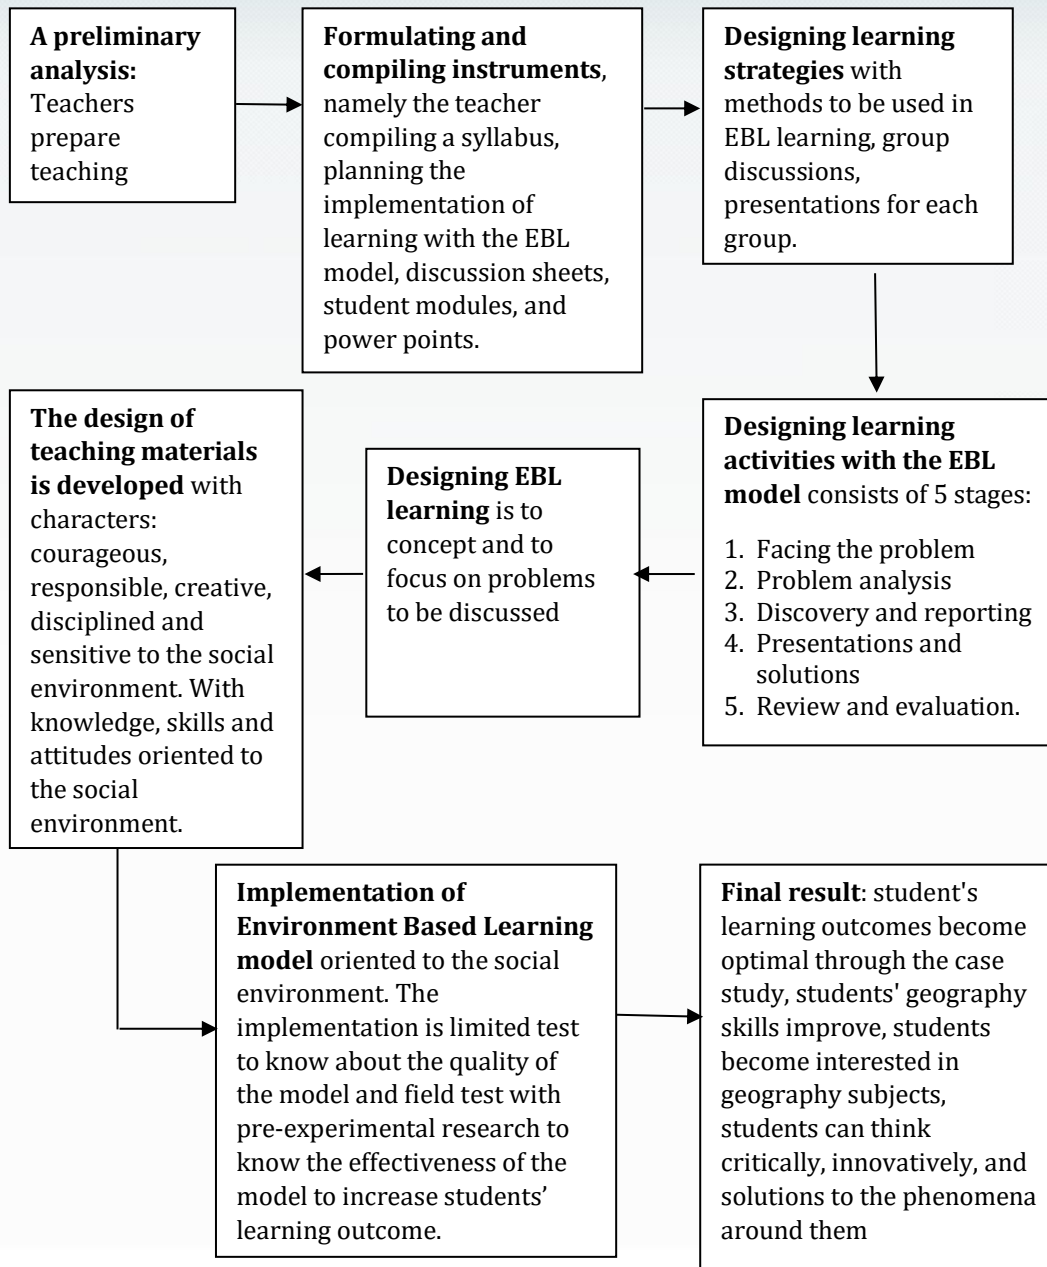 A preliminary
analysis:
Teachers
prepare
teaching
Formulating and
compiling instruments,
namely the teacher
compiling a syllabus,
planning the
implementation of
learning with the EBL
model, discussion sheets,
student modules, and
power points.
Designing learning
strategies with
methods to be used in
EBL learning, group
discussions,
presentations for each
group.
Designing learning
activities with the EBL
model consists of 5 stages:
1. Facing the problem
2. Problem analysis
3. Discovery and reporting
4. Presentations and
solutions
5. Review and evaluation.
Designing EBL
learning is to
concept and to
focus on problems
to be discussed
The design of
teaching materials
is developed with
characters:
courageous,
responsible, creative,
disciplined and
sensitive to the social
environment. With
knowledge, skills and
attitudes oriented to
the social
environment.
Implementation of
Environment Based Learning
model oriented to the social
environment. The
implementation is limited test
to know about the quality of
the model and field test with
pre-experimental research to
know the effectiveness of the
model to increase students’
learning outcome.
Final result: student's
learning outcomes become
optimal through the case
study, students' geography
skills improve, students
become interested in
geography subjects,
students can think
critically, innovatively, and
solutions to the phenomena
around them